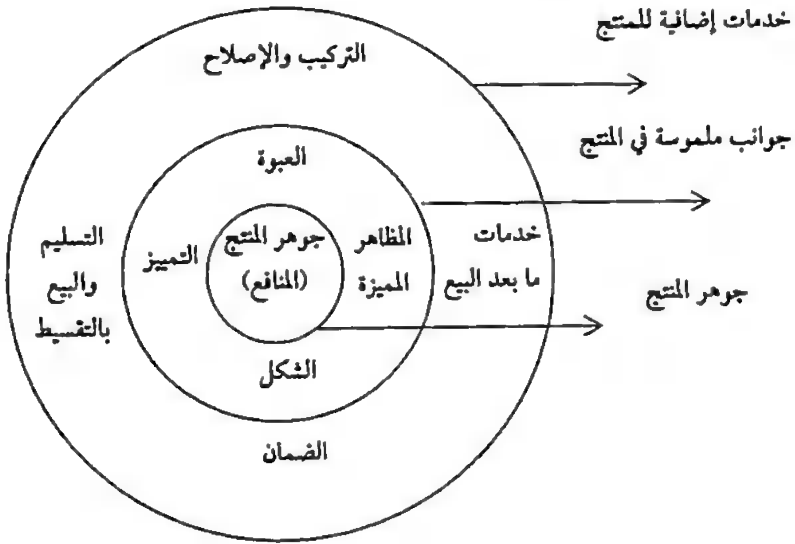 خدمات إضافية للمنتج
التركيب والإصلاح
جوانب ملموسة في المنتج
العبوة
جوهر المنتج
(المنافع)
المظاهر
المميزة
التمييز
الشكل
خدمات
ما بعد البيع
التسليم
والبيع
بالتقسيط
جوهر المنتج
الضمان